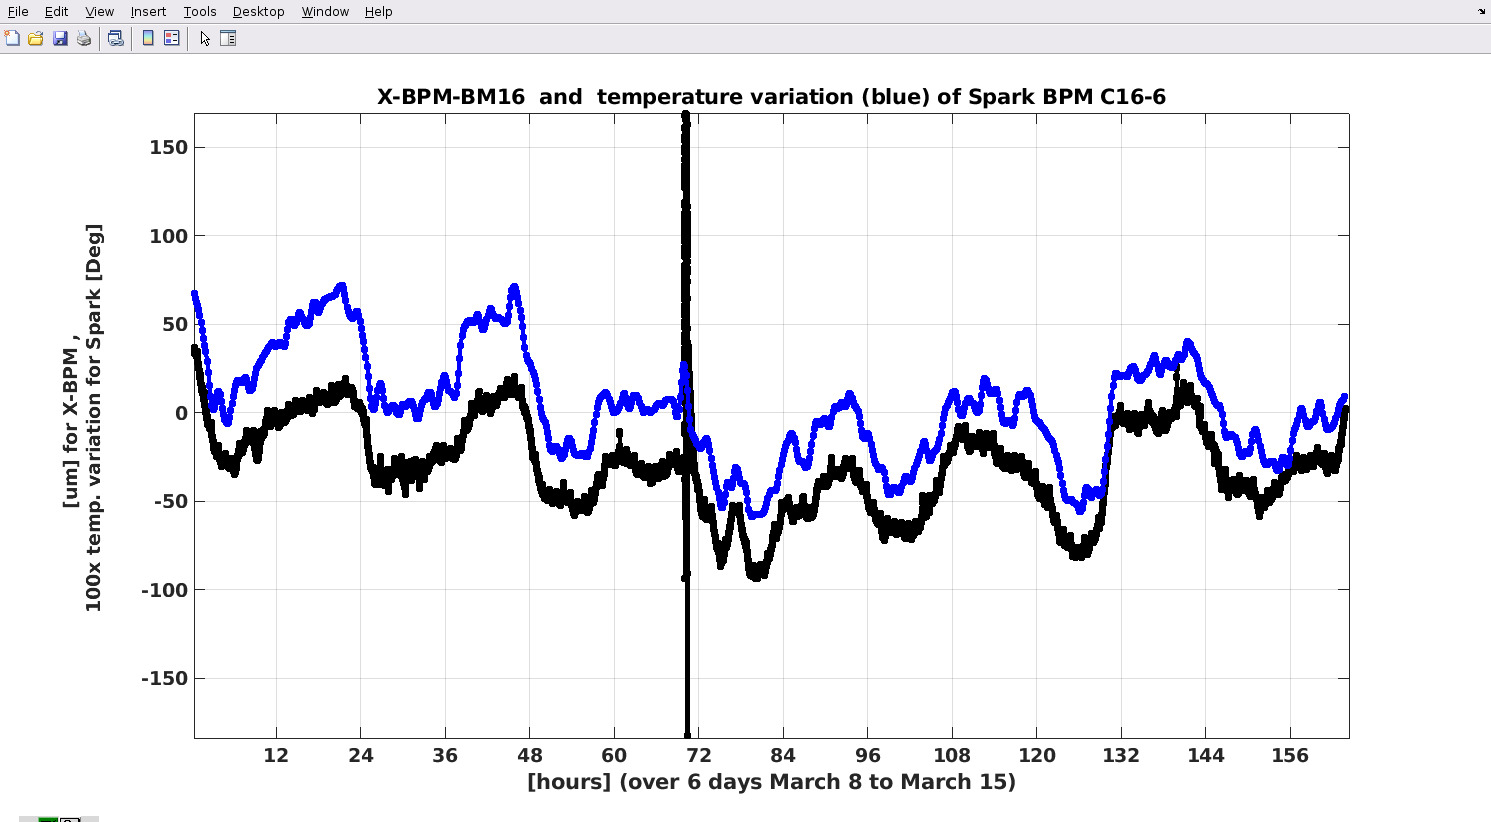 File Edit View Insert Tools Desktop Window Help
X-BPM-BM16 and temperature variation (blue) of Spark BPM C16-6
[um] for X-BPM ,
100x temp. variation for Spark [Deg]
150
100
50
0
-50
-100
-150
12 24 36 48 60 72 84 96 108 120 132 144 156
[hours] (over 6 days March 8 to March 15)